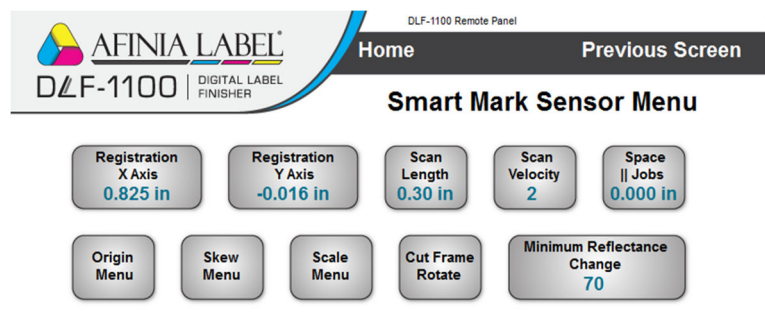 DLF-1100 Remote Panel
AFINIA LABEL
Home
Previous Screen
DLF-1100
DIGITAL LABEL
FINISHER
Smart Mark Sensor Menu
Registration
X Axis
0.825 in
Registration
Y Axis
-0.016 in
Scan
Length
0.30 in
Scan
Velocity
2
Space
|| Jobs
0.000 in
Origin
Menu
Skew
Menu
Scale
Menu
Cut Frame
Rotate
Minimum Reflectance
Change
70